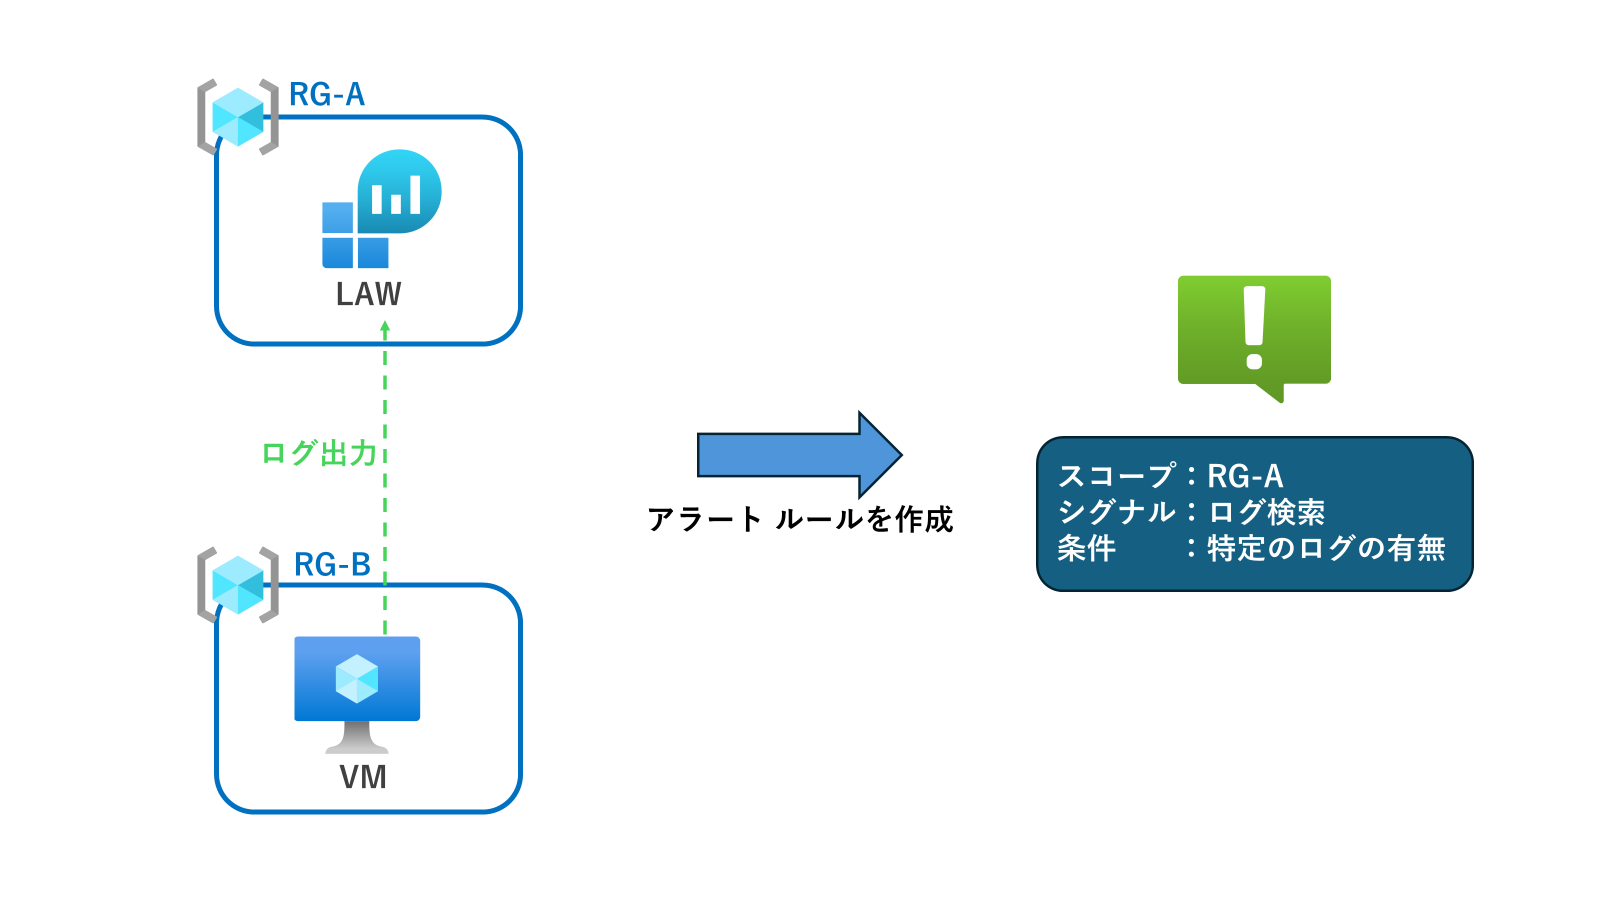 RG-A
LAW
ログ出力
RG-B
VM
アラート ルールを作成
スコープ：RG-A
シグナル：ログ検索
条件　　：特定のログの有無